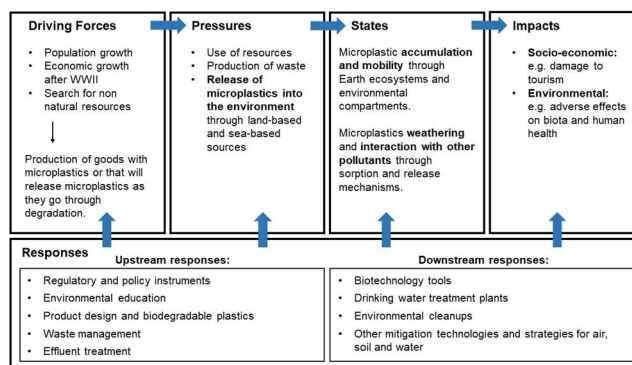 Driving Forces
• Population growth
• Economic growth
after WWII
• Search for non
natural resources
Production of goods with
microplastics or that will
release microplastics as
they go through
degradation.
Pressures
• Use of resources
• Production of waste
• Release of
microplastics into
the environment
through land-based
and sea-based
sources
States
Microplastic accumulation
and mobility through
Earth ecosystems and
environmental
compartments.
Microplastics weathering
and interaction with other
pollutants through
sorption and release
mechanisms.
Impacts
• Socio-economic:
e.g. damage to
tourism
• Environmental:
e.g. adverse effects
on biota and human
health
Responses
Upstream responses:
• Regulatory and policy instruments
• Environmental education
• Product design and biodegradable plastics
• Waste management
• Effluent treatment
Downstream responses:
• Biotechnology tools
• Drinking water treatment plants
• Environmental cleanups
• Other mitigation technologies and strategies for air,
soil and water